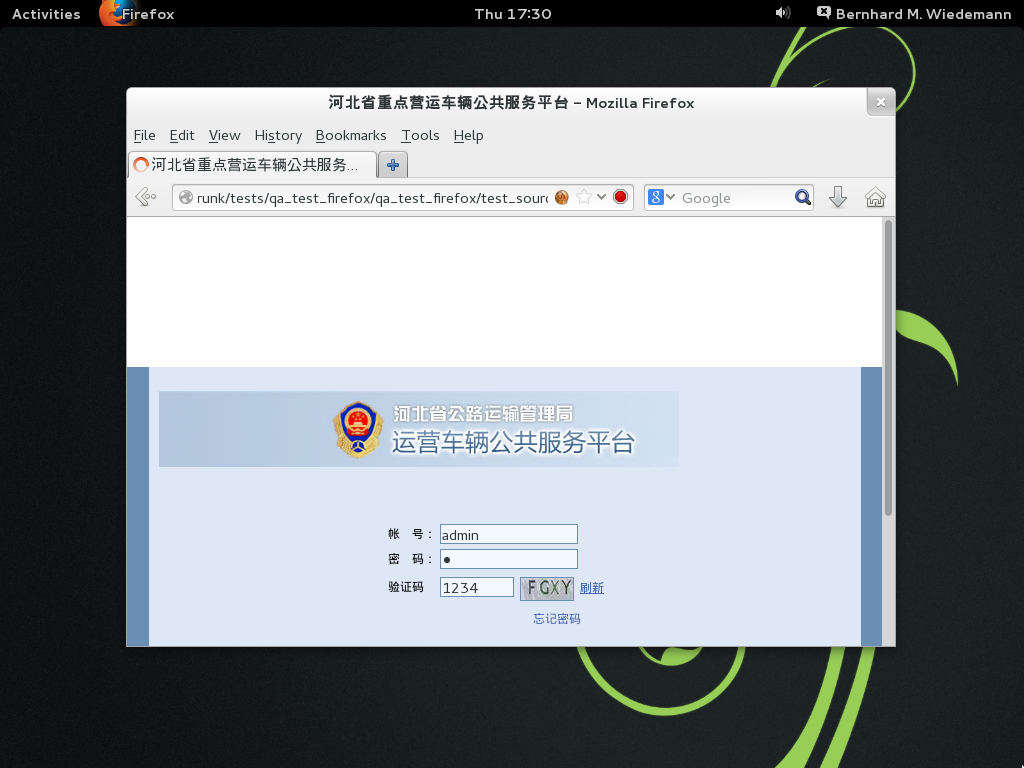 Activities Firefox Thu 17:30 Bernhard M. Wiedemann
河北省重点营运车辆公共服务平台 – Mozilla Firefox
File Edit View History Bookmarks Tools Help
河北省重点营运车辆公共服务...
runk/tests/qa_test_firefox/qa_test_firefox/test_sourc 8 Google
河北省公路运输管理局
运营车辆公共服务平台
帐 号： admin
密 码： ●
验证码 1234 FGXY 刷新
忘记密码